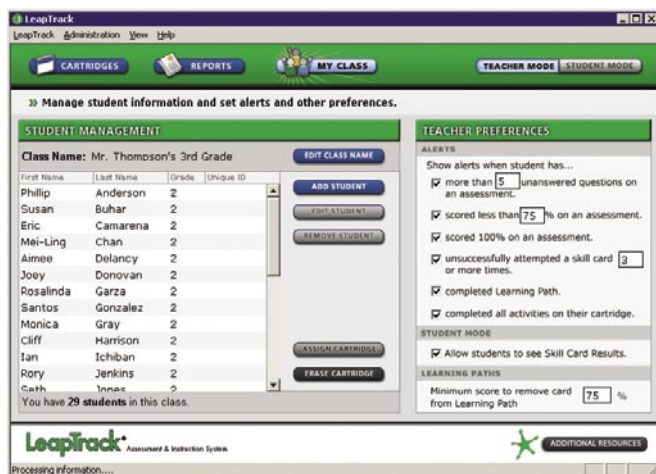 LeapTrack
LeapTrack Administration View Help
CARTRIDGES REPORTS MY CLASS TEACHER MODE STUDENT MODE
» Manage student information and set alerts and other preferences.
STUDENT MANAGEMENT
Class Name: Mr. Thompson's 3rd Grade EDIT CLASS NAME
First Name Last Name Grade Unique ID
Phillip Anderson 2
Susan Buhar 2
Eric Camarena 2
Mei-Ling Chan 2
Aimee Delancy 2
Joey Donovan 2
Rosalinda Garza 2
Santos Gonzalez 2
Monica Gray 2
Cliff Harrison 2
Ian Ichiban 2
Rory Jenkins 2
Seth Jones 2
ADD STUDENT
EDIT STUDENT
REMOVE STUDENT
ASSIGN CARTRIDGE
ERASE CARTRIDGE
You have 29 students in this class.
TEACHER PREFERENCES
ALERTS
Show alerts when student has...
more than 5 unanswered questions on
an assessment.
scored less than 75 % on an assessment.
scored 100% on an assessment.
unsuccessfully attempted a skill card 3
or more times.
completed Learning Path.
completed all activities on their cartridge.
STUDENT MODE
Allow students to see Skill Card Results.
LEARNING PATHS
Minimum score to remove card 75 %
from Learning Path
LeapTrack Assessment & Instruction System
ADDITIONAL RESOURCES
Processing information....